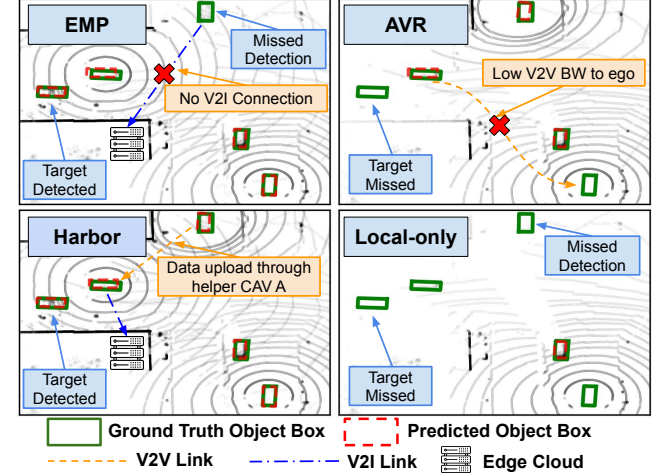 EMP
Missed
Detection
No V2I Connection
Target
Detected
AVR
Low V2V BW to ego
Target
Missed
Harbor
Data upload through
helper CAV A
Target
Detected
Local-only
Missed
Detection
Target
Missed
Ground Truth Object Box
Predicted Object Box
V2V Link
V2I Link
Edge Cloud